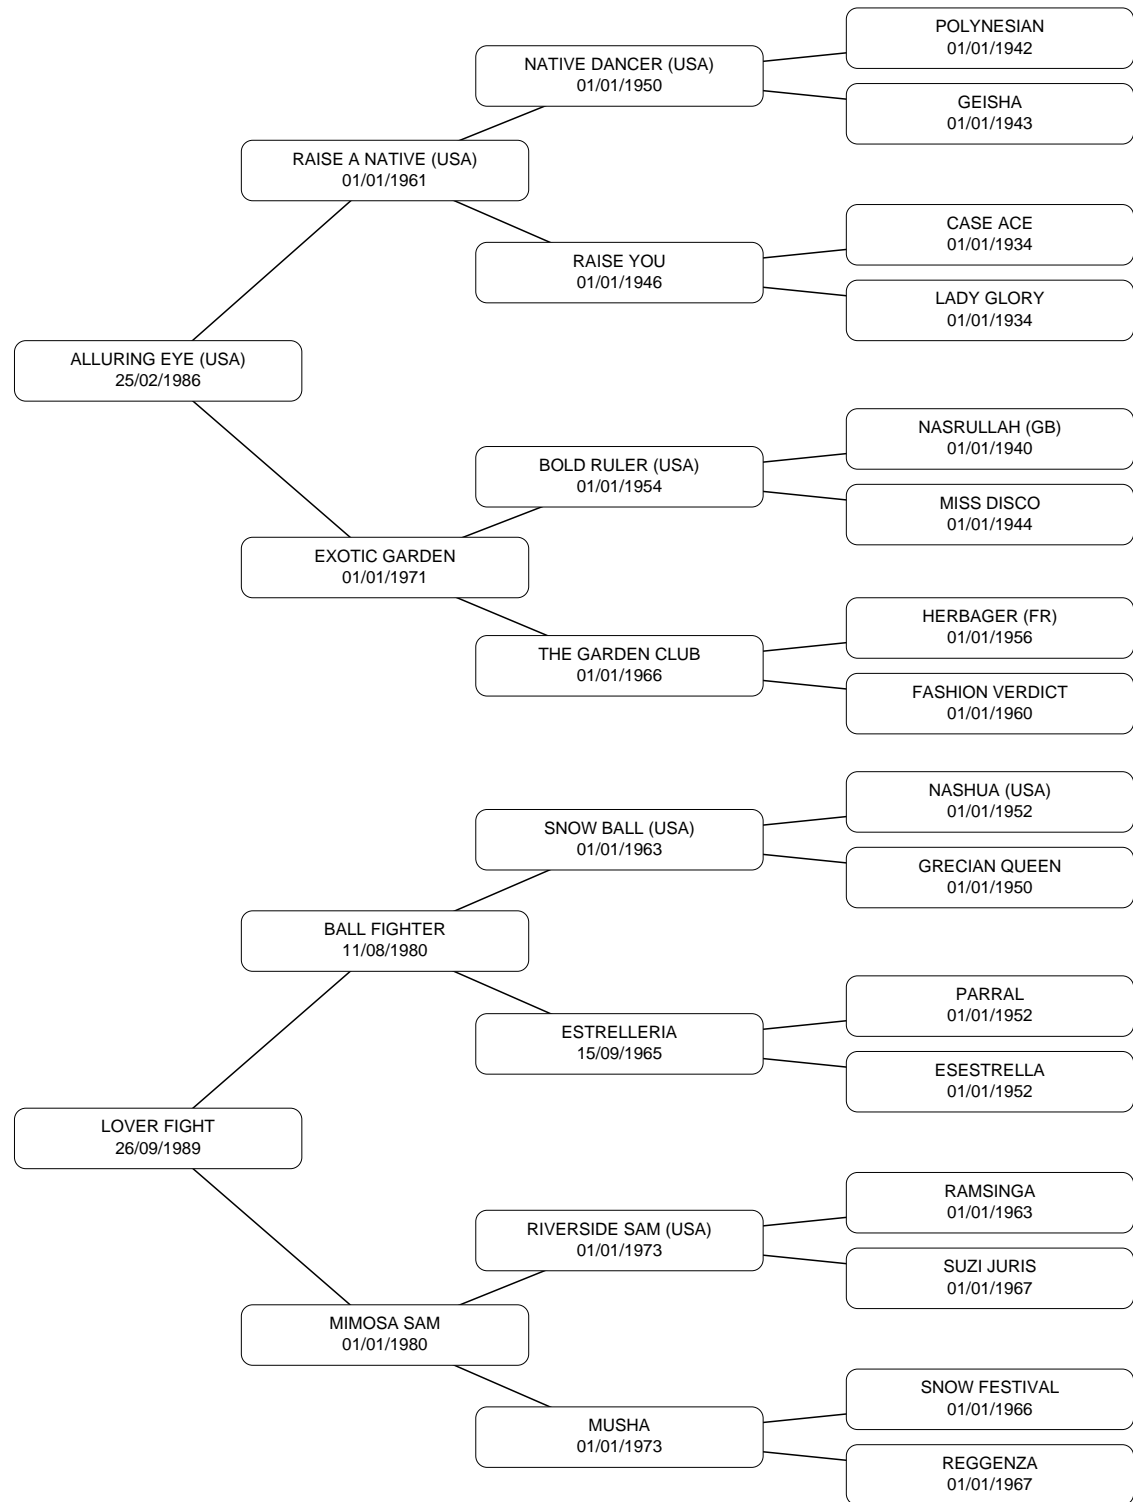 POLYNESIAN
01/01/1942
NATIVE DANCER (USA)
01/01/1950
GEISHA
01/01/1943
RAISE A NATIVE (USA)
01/01/1961
CASE ACE
01/01/1934
RAISE YOU
01/01/1946
LADY GLORY
01/01/1934
ALLURING EYE (USA)
25/02/1986
NASRULLAH (GB)
01/01/1940
BOLD RULER (USA)
01/01/1954
MISS DISCO
01/01/1944
EXOTIC GARDEN
01/01/1971
HERBAGER (FR)
01/01/1956
THE GARDEN CLUB
01/01/1966
FASHION VERDICT
01/01/1960
NASHUA (USA)
01/01/1952
SNOW BALL (USA)
01/01/1963
GRECIAN QUEEN
01/01/1950
BALL FIGHTER
11/08/1980
PARRAL
01/01/1952
ESTRELLERIA
15/09/1965
ESESTRELLA
01/01/1952
LOVER FIGHT
26/09/1989
RAMSINGA
01/01/1963
RIVERSIDE SAM (USA)
01/01/1973
SUZI JURIS
01/01/1967
MIMOSA SAM
01/01/1980
SNOW FESTIVAL
01/01/1966
MUSHA
01/01/1973
REGGENZA
01/01/1967